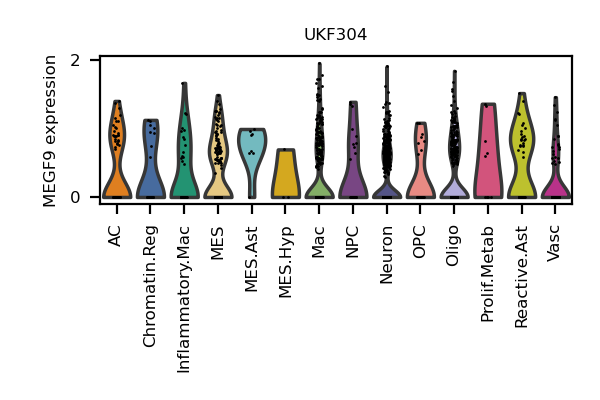 UKF304
MEGF9 expression
2
0
AC
Chromatin.Reg
Inflammatory.Mac
MES
MES.Ast
MES.Hyp
Mac
NPC
Neuron
OPC
Oligo
Prolif.Metab
Reactive.Ast
Vasc